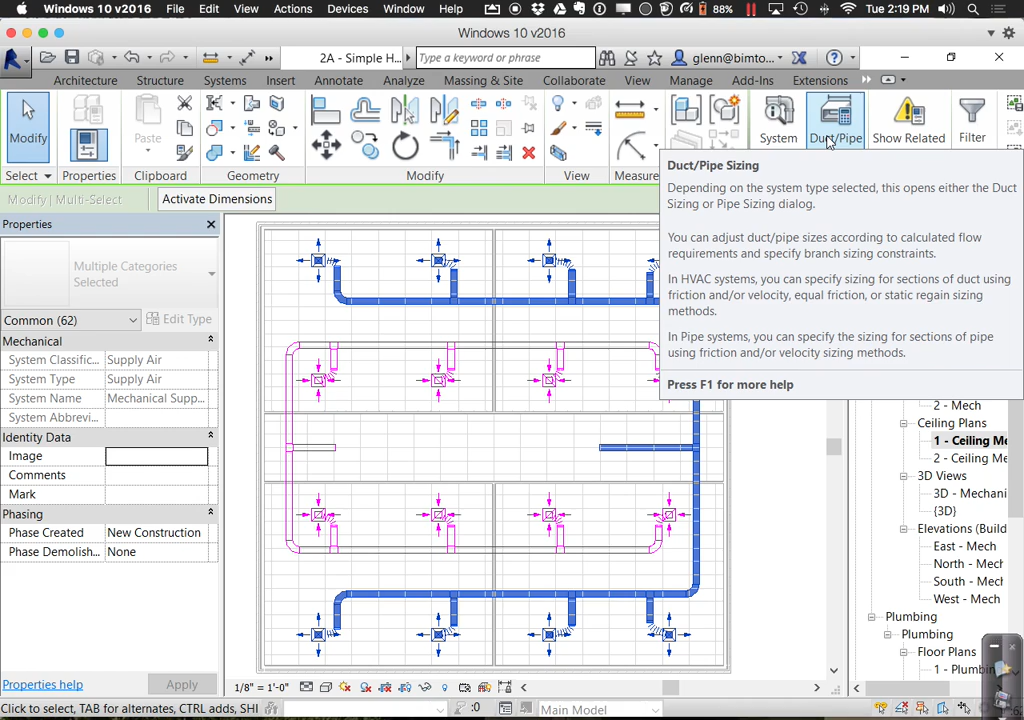 Windows 10 v2016 File Edit View Actions Devices Window Help 88% Tue 2:19 PM
Windows 10 v2016
2A - Simple H... Type a keyword or phrase glenn@bimto...
Architecture Structure Systems Insert Annotate Analyze Massing & Site Collaborate View Manage Add-Ins Extensions
Modify Paste System Duct/Pipe Show Related Filter
Select Properties Clipboard Geometry Modify View Measure
Modify | Multi-Select Activate Dimensions
Duct/Pipe Sizing
Depending on the system type selected, this opens either the Duct
Sizing or Pipe Sizing dialog.
You can adjust duct/pipe sizes according to calculated flow
requirements and specify branch sizing constraints.
In HVAC systems, you can specify sizing for sections of duct using
friction and/or velocity, equal friction, or static regain sizing
methods.
In Pipe systems, you can specify the sizing for sections of pipe
using friction and/or velocity sizing methods.
Press F1 for more help
Properties
Multiple Categories
Selected
Common (62) Edit Type
Mechanical
System Classific... Supply Air
System Type Supply Air
System Name Mechanical Supp...
System Abbrevi...
Identity Data
Image
Comments
Mark
Phasing
Phase Created New Construction
Phase Demolish... None
Properties help Apply
2 - Mech
Ceiling Plans
1 - Ceiling Me
2 - Ceiling Me
3D Views
3D - Mechani
{3D}
Elevations (Build
East - Mech
North - Mech
South - Mech
West - Mech
Plumbing
Plumbing
Floor Plans
1 - Plumbin
1/8" = 1'-0"
Click to select, TAB for alternates, CTRL adds, SHI :0 Main Model